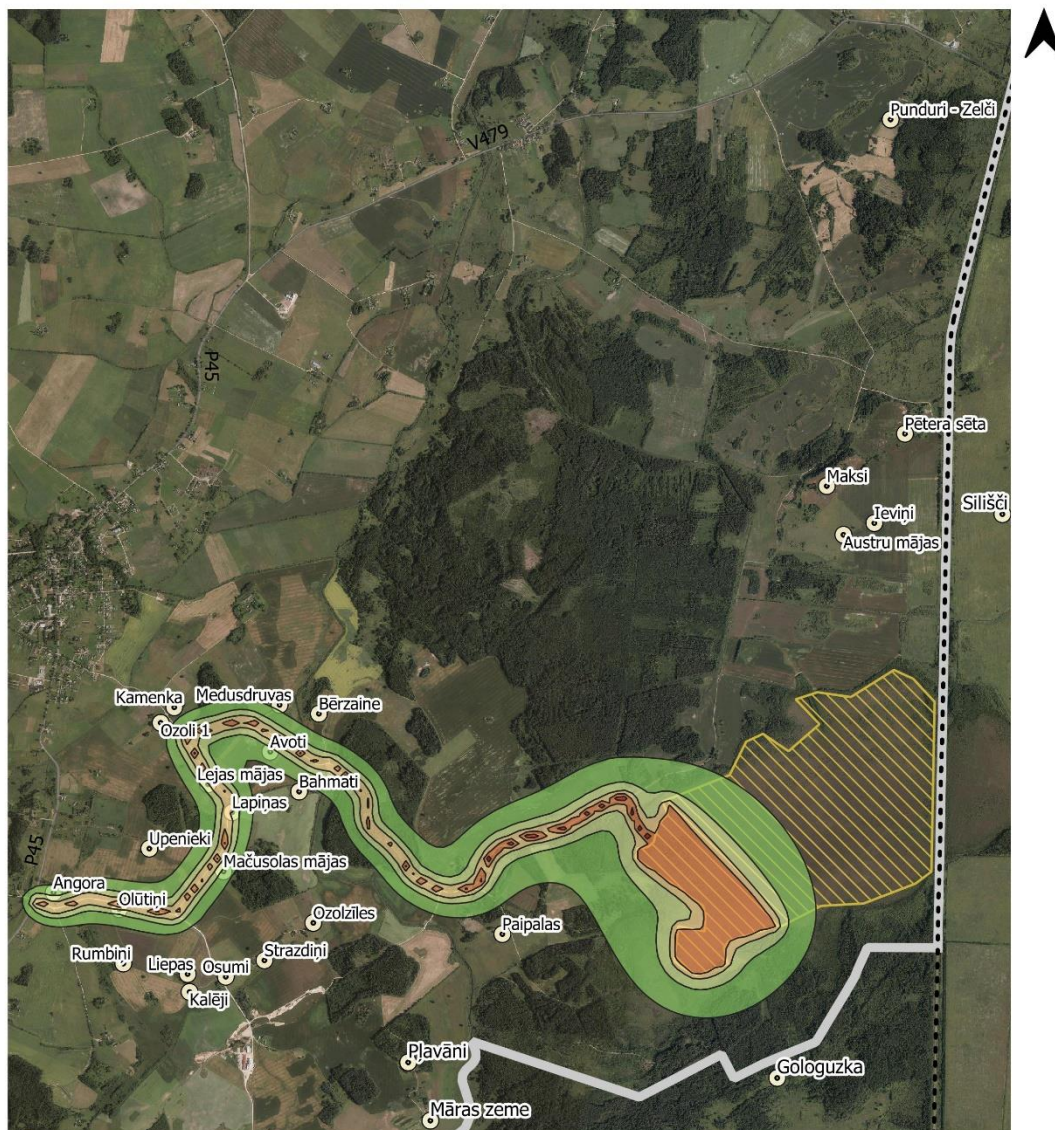 Punduri - Zelči
V479
P45
Pētera sēta
Maksi
Silišči
Ieviņi
Austru mājas
Kamenka
Medusdruvas
Bērzaine
Ozoli 1
Avoti
Lejas mājas
Bahmati
Lapiņas
Upenieki
P45
Mačusolas mājas
Angora
Olūtiņi
Ozolzīles
Paipalas
Rumbiņi
Liepas
Osumi
Strazdiņi
Kalēji
Pļavāni
Gologuzka
Māras zeme